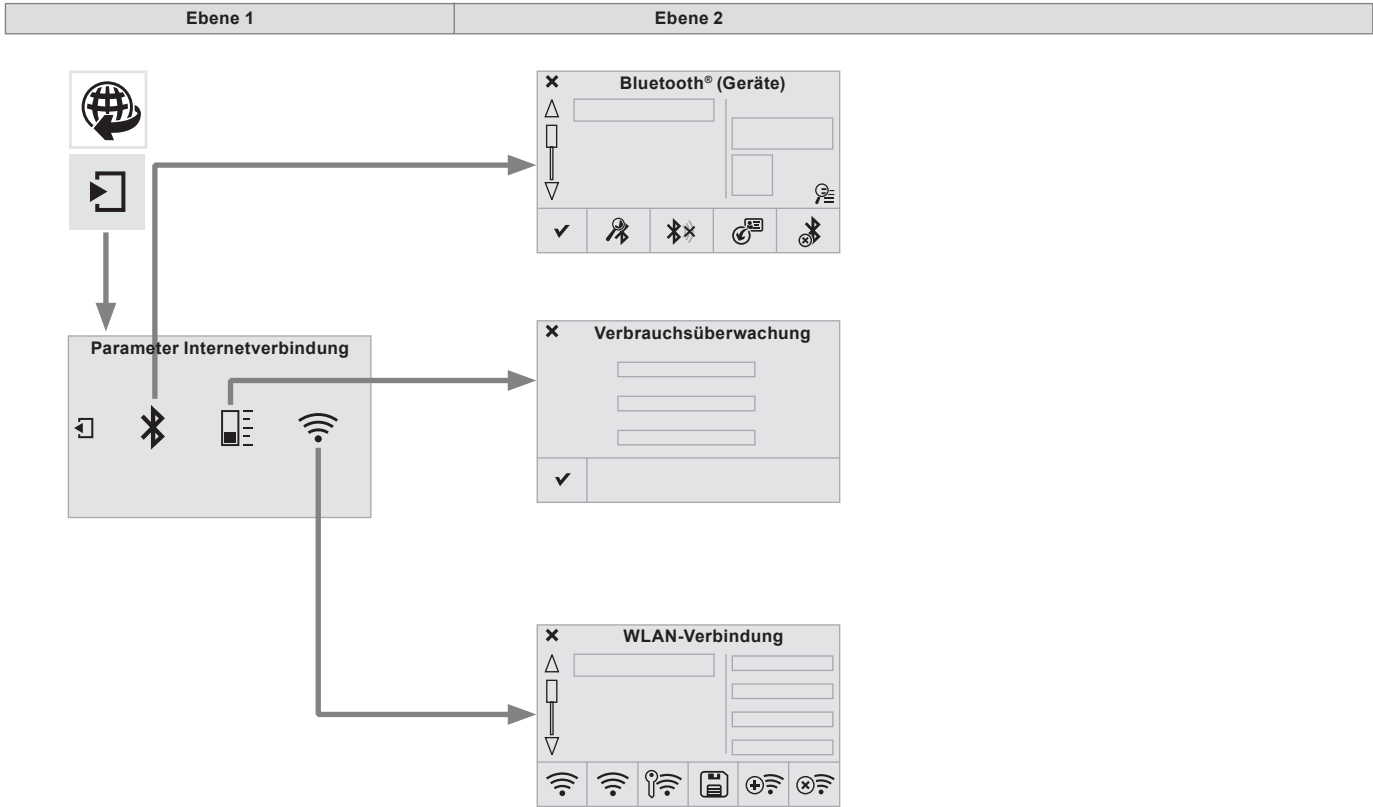 Ebene 1
Ebene 2
Bluetooth® (Geräte)
Parameter Internetverbindung
Verbrauchsüberwachung
WLAN-Verbindung